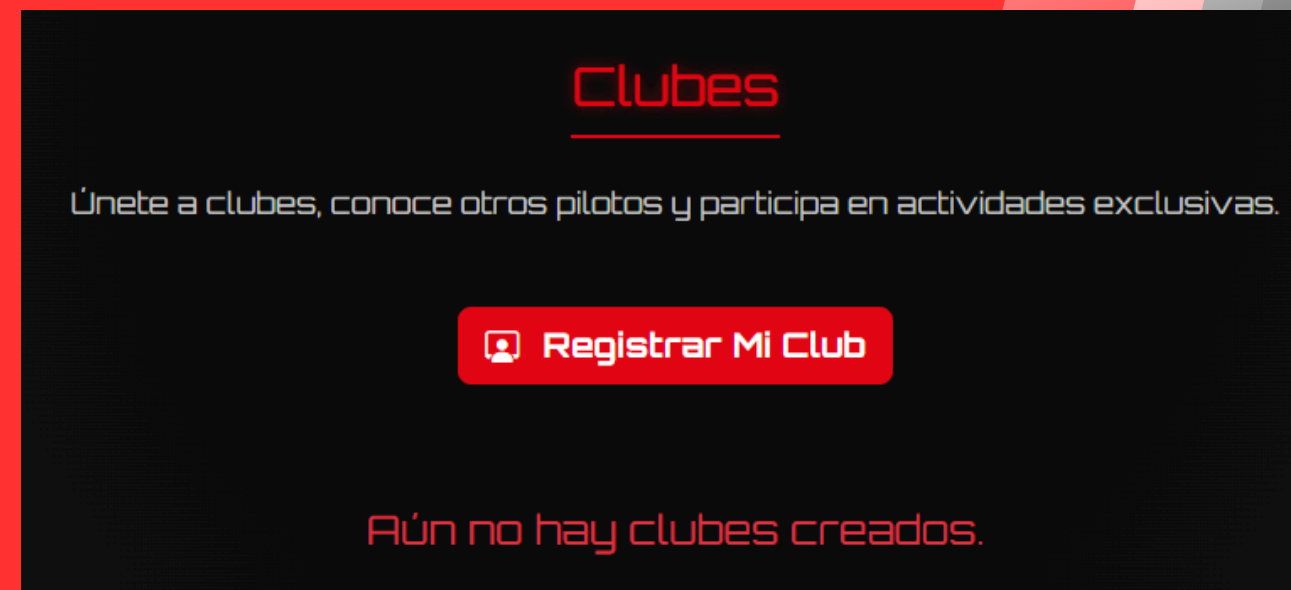 Clubes
Únete a clubes, conoce otros pilotos y participa en actividades exclusivas.
Registrar Mi Club
Aún no hay clubes creados.